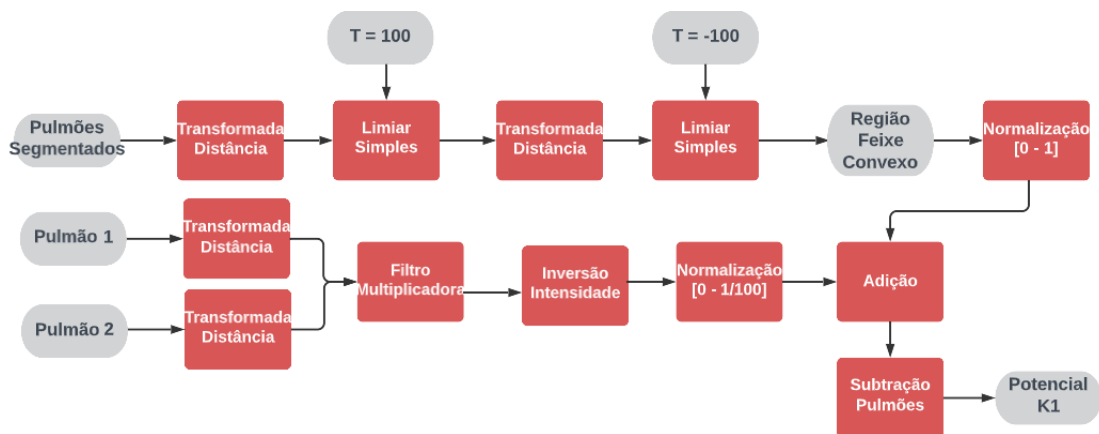 T = 100
T = -100
Pulmões
Segmentados
Transformada
Distância
Limiar
Simples
Transformada
Distância
Limiar
Simples
Região
Feixe
Convexo
Normalização
[0 - 1]
Pulmão 1
Transformada
Distância
Pulmão 2
Transformada
Distância
Filtro
Multiplicadora
Inversão
Intensidade
Normalização
[0 - 1/100]
Adição
Subtração
Pulmões
Potencial
K1